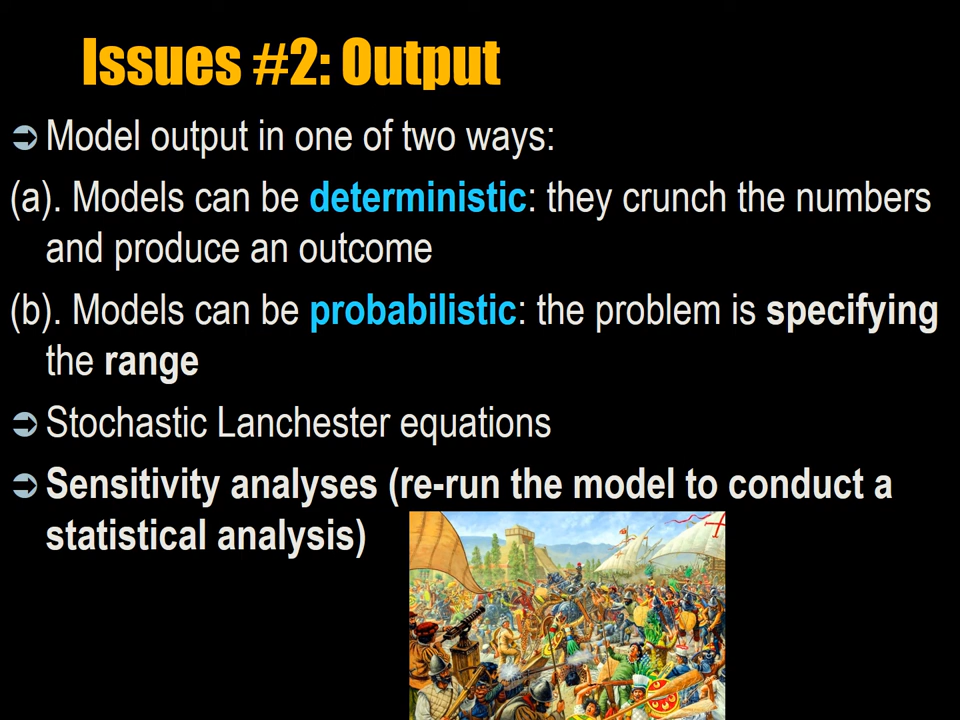 Issues #2: Output
Model output in one of two ways:
(a). Models can be deterministic: they crunch the numbers
and produce an outcome
(b). Models can be probabilistic: the problem is specifying
the range
Stochastic Lanchester equations
Sensitivity analyses (re-run the model to conduct a
statistical analysis)